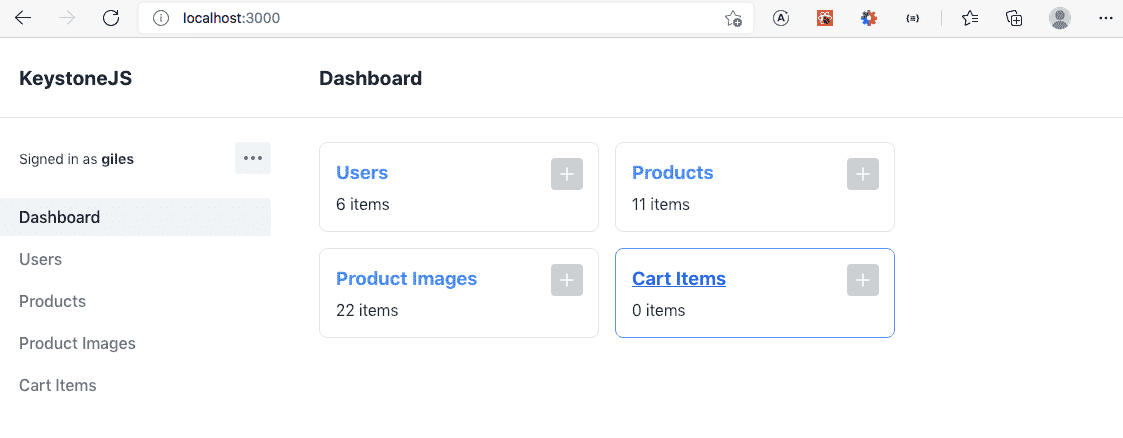 localhost:3000
KeystoneJS
Dashboard
Signed in as giles
Dashboard
Users
Products
Product Images
Cart Items
Users
6 items
Products
11 items
Product Images
22 items
Cart Items
0 items